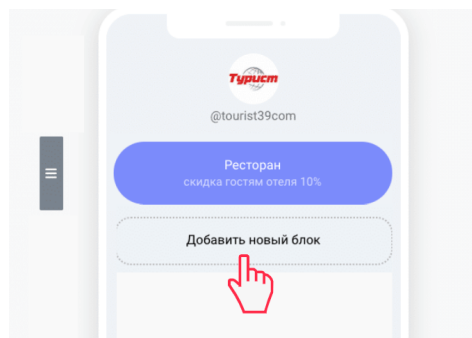 Турист
@tourist39com
Ресторан
скидка гостям отеля 10%
Добавить новый блок